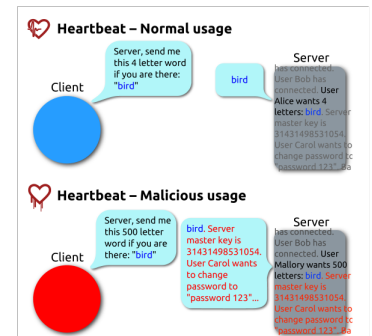 Heartbeat – Normal usage
Server, send me
this 4 letter word
if you are there:
"bird"
Client
bird
Server
has connected.
User Bob has
connected. User
Alice wants 4
letters: bird. Server
master key is
31431498531054.
User Carol wants to
change password to
"password 123".
Heartbeat – Malicious usage
Server, send me
this 500 letter
word if you are
there: "bird"
Client
bird. Server
master key is
31431498531054.
User Carol wants
to change
password to
"password 123"...
Server
has connected.
User Bob has
connected. User
Mallory wants 500
letters: bird. Server
master key is
31431498531054.
User Carol wants to
change password to
"password 123".